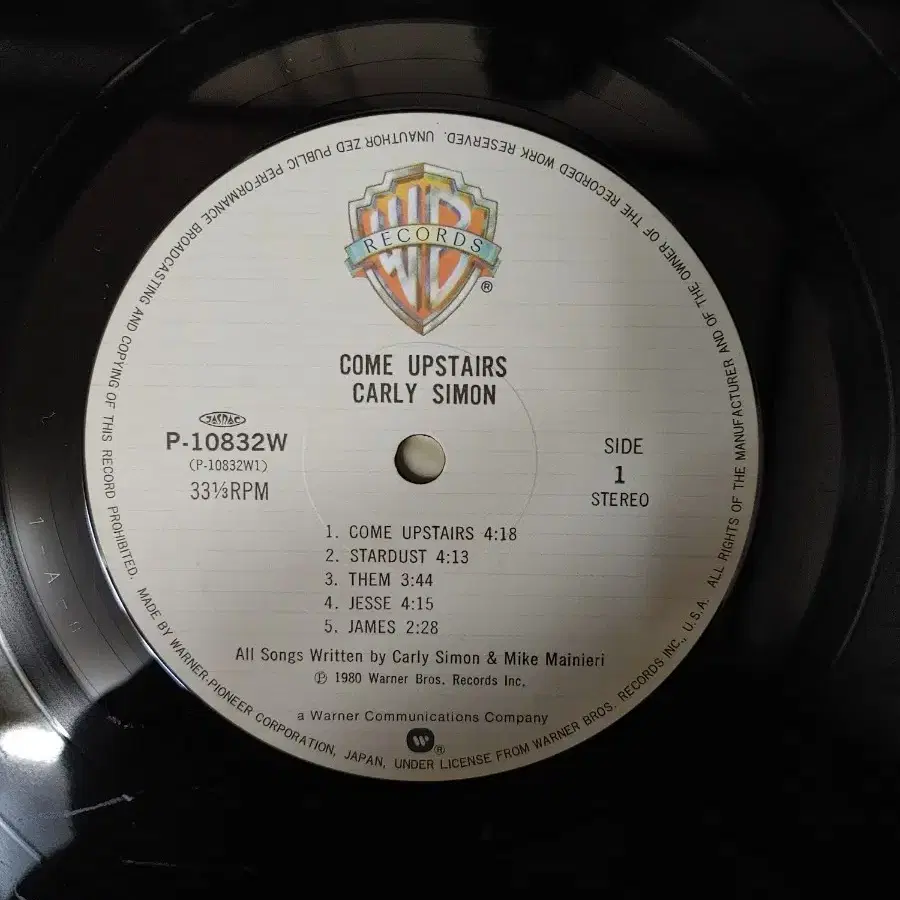 WB
RECORDS
®
COME UPSTAIRS
CARLY SIMON
JASRAC
P-10832W
(P-10832W1)
33⅓RPM
SIDE
1
STEREO
1. COME UPSTAIRS 4:18
2. STARDUST 4:13
3. THEM 3:44
4. JESSE 4:15
5. JAMES 2:28
All Songs Written by Carly Simon & Mike Mainieri
Ⓟ 1980 Warner Bros. Records Inc.
a Warner Communications Company
®
MADE BY WARNER-PIONEER CORPORATION, JAPAN, UNDER LICENSE FROM WARNER BROS. RECORDS INC., U.S.A. ALL RIGHTS OF THE MANUFACTURER AND OF THE OWNER OF THE RECORDED WORK RESERVED. UNAUTHOR ZED PUBLIC PERFORMANCE BROADCASTING AND COPYING OF THIS RECORD PROHIBITED.